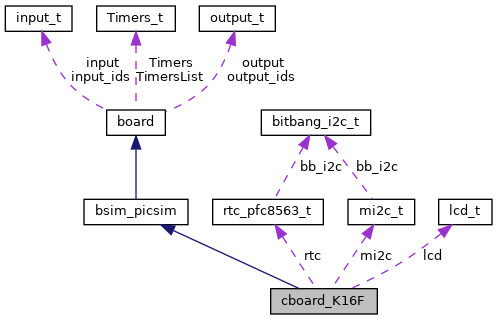 input_t
Timers_t
output_t
input
input_ids
Timers
TimersList
output
output_ids
board
bitbang_i2c_t
bb_i2c
bb_i2c
bsim_picsim
rtc_pfc8563_t
mi2c_t
lcd_t
rtc
mi2c
lcd
cboard_K16F